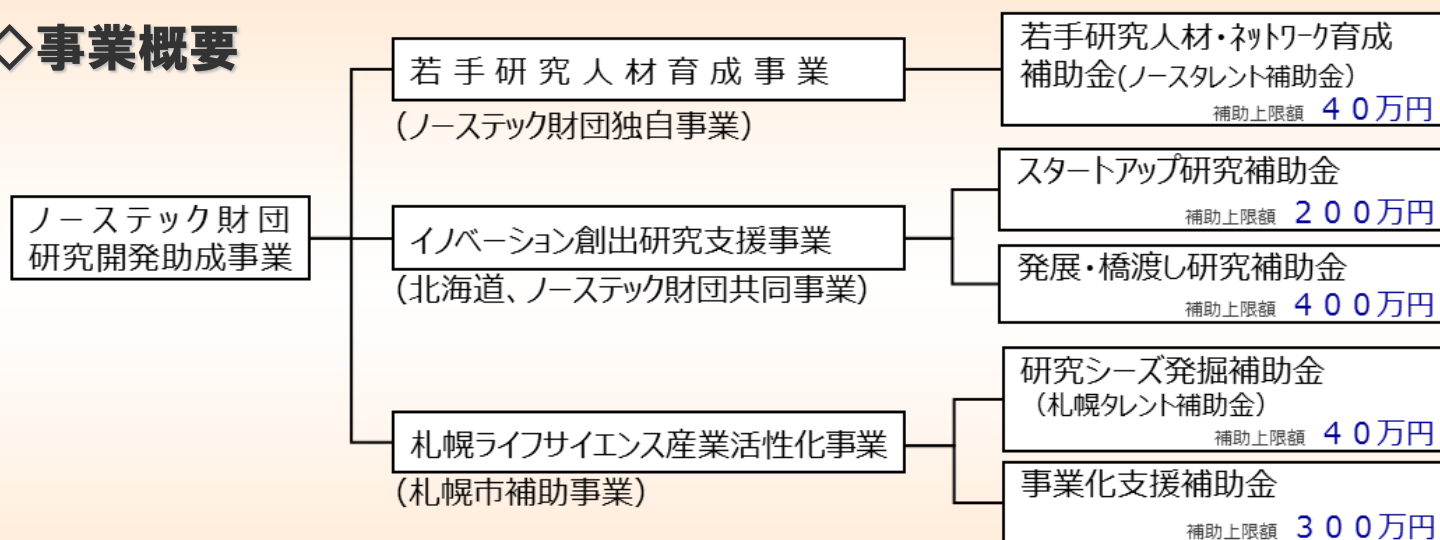 ◇事業概要
ノーステック財団
研究開発助成事業
若手研究人材育成事業
(ノーステック財団独自事業)
若手研究人材・ネットワーク育成
補助金(ノースタレント補助金)
補助上限額 40万円
イノベーション創出研究支援事業
(北海道、ノーステック財団共同事業)
スタートアップ研究補助金
補助上限額 200万円
発展・橋渡し研究補助金
補助上限額 400万円
札幌ライフサイエンス産業活性化事業
(札幌市補助事業)
研究シーズ発掘補助金
(札幌タレント補助金)
補助上限額 40万円
事業化支援補助金
補助上限額 300万円